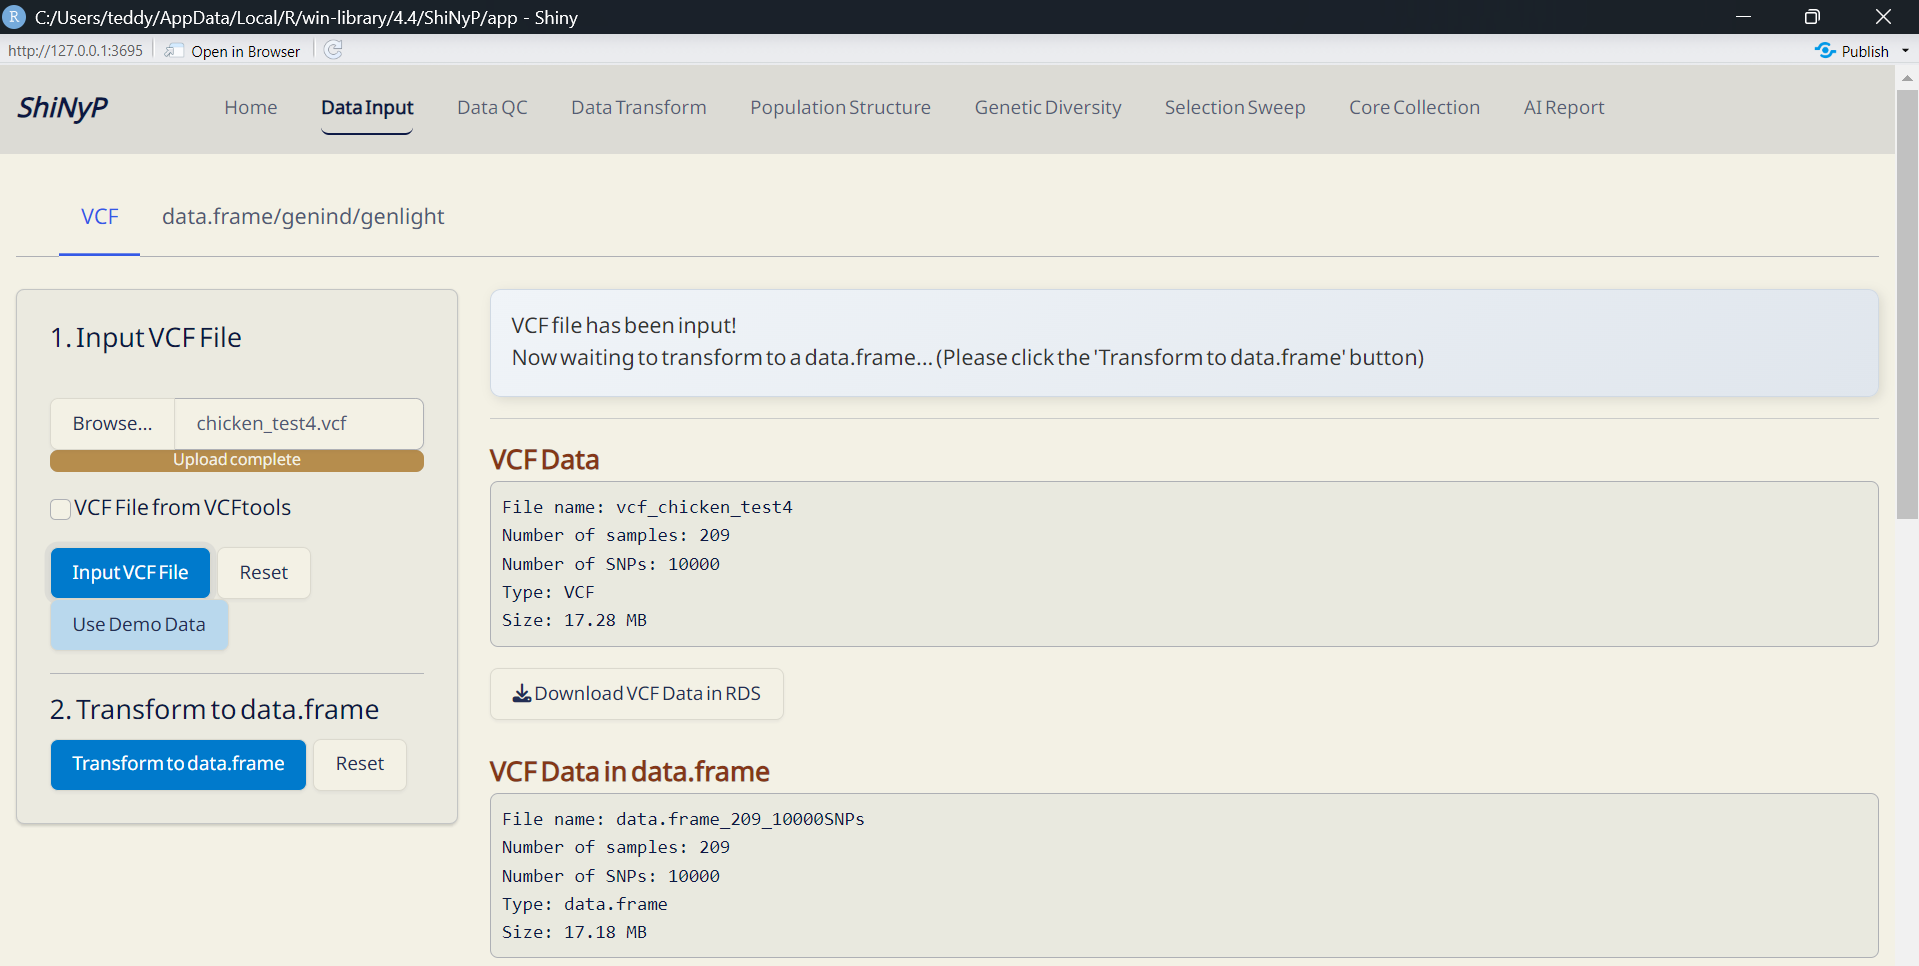 C:/Users/teddy/AppData/Local/R/win-library/4.4/ShiNyP/app - Shiny
http://127.0.0.1:3695 Open in Browser Publish
ShiNyP Home Data Input Data QC Data Transform Population Structure Genetic Diversity Selection Sweep Core Collection AI Report
VCF data.frame/genind/genlight
1. Input VCF File
Browse... chicken_test4.vcf
Upload complete
VCF File from VCFtools
Input VCF File Reset
Use Demo Data
2. Transform to data.frame
Transform to data.frame Reset
VCF file has been input!
Now waiting to transform to a data.frame... (Please click the 'Transform to data.frame' button)
VCF Data
File name: vcf_chicken_test4
Number of samples: 209
Number of SNPs: 10000
Type: VCF
Size: 17.28 MB
Download VCF Data in RDS
VCF Data in data.frame
File name: data.frame_209_10000SNPs
Number of samples: 209
Number of SNPs: 10000
Type: data.frame
Size: 17.18 MB